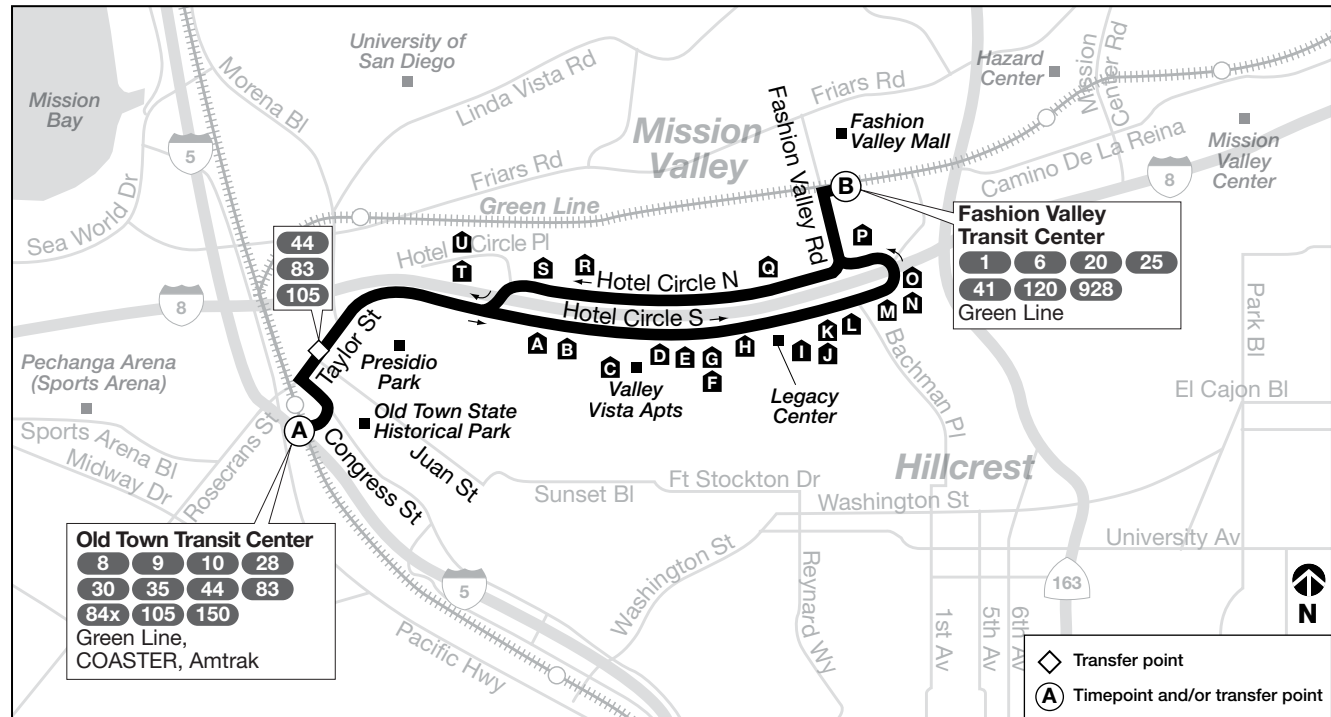 University of
San Diego
Mission
Bay
Morena Bl
Linda Vista Rd
Friars Rd
Mission
Valley
Green Line
Sea World Dr
5
8
Fashion Valley Rd
Friars Rd
Fashion
Valley Mall
Hazard
Center
Mission
Center Rd
Camino De La Reina
8
Mission
Valley
Center
B
Fashion Valley
Transit Center
1 6 20 25
41 120 928
Green Line
44
83
105
Hotel Circle Pl
U
T
S
R
Q
P
O
N
M
L
K
J
I
H
G
F
E
D
C
B
A
Hotel Circle N
Hotel Circle S
Taylor St
Presidio
Park
Valley
Vista Apts
Legacy
Center
Old Town State
Historical Park
Pechanga Arena
(Sports Arena)
Sports Arena Bl
Midway Dr
Rosecrans St
A
Congress St
Juan St
Old Town Transit Center
8 9 10 28
30 35 44 83
84x 105 150
Green Line,
COASTER, Amtrak
Sunset Bl
Ft Stockton Dr
Hillcrest
Bachman Pl
Washington St
Washington St
University Av
El Cajon Bl
Park Bl
Reynard Wy
Pacific Hwy
5
1st Av
5th Av
6th Av
163
N
Transfer point
A Timepoint and/or transfer point